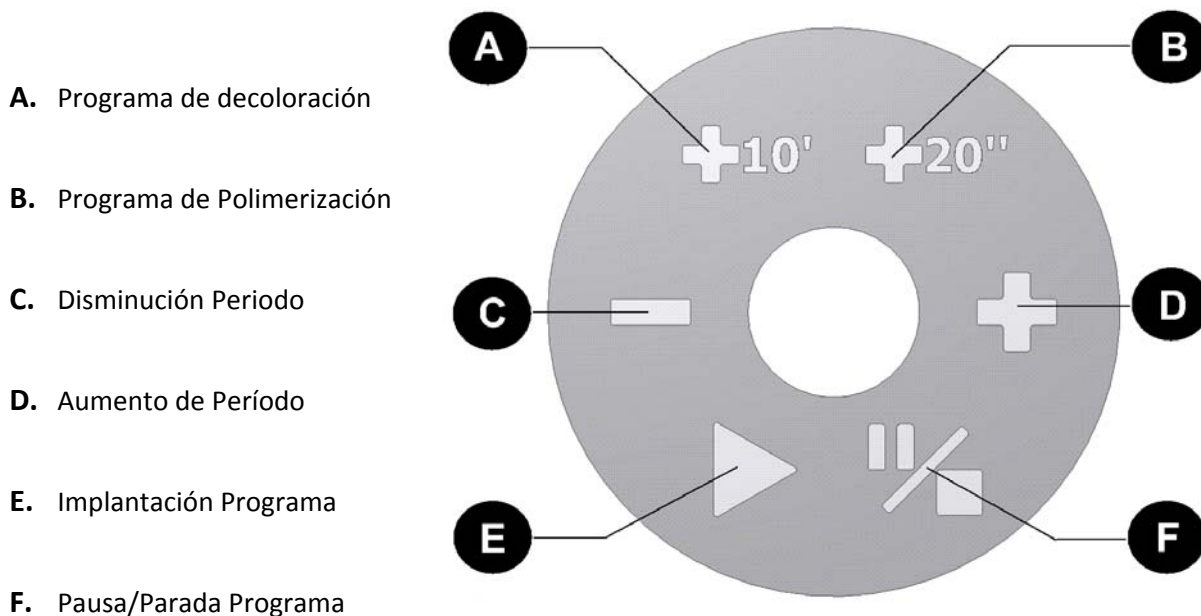 A. Programa de decoloración
B. Programa de Polimerización
C. Disminución Periodo
D. Aumento de Período
E. Implantación Programa
F. Pausa/Parada Programa
A
B
10'
20''
C
D
E
F